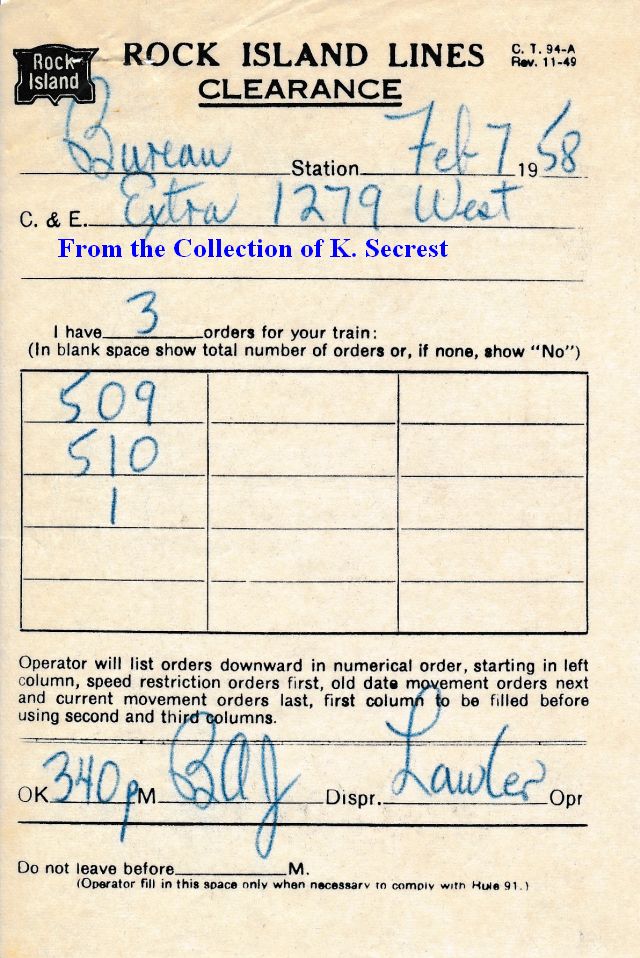 Rock Island
ROCK ISLAND LINES
C. T. 94-A
Rev. 11-49
CLEARANCE
Bureau Station Feb 7 1958
C. & E. Extra 1279 West
From the Collection of K. Secrest
I have 3 orders for your train:
(In blank space show total number of orders or, if none, show "No")
509
510
1
Operator will list orders downward in numerical order, starting in left
column, speed restriction orders first, old date movement orders next
and current movement orders last, first column to be filled before
using second and third columns.
OK 340 pM BAJ Dispr. Lawler Opr
Do not leave before M.
(Operator fill in this space only when necessary to comply with Rule 91.)